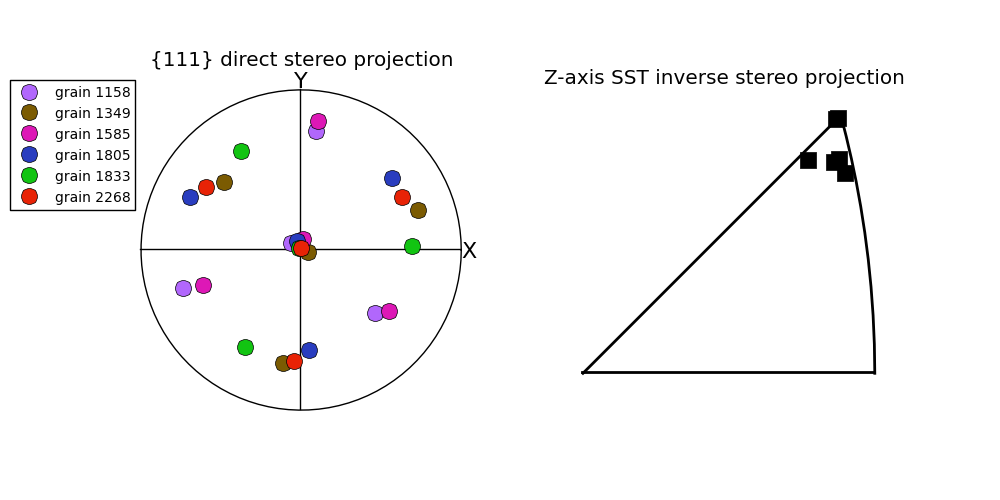 {111} direct stereo projection
Y
X
grain 1158
grain 1349
grain 1585
grain 1805
grain 1833
grain 2268
Z-axis SST inverse stereo projection